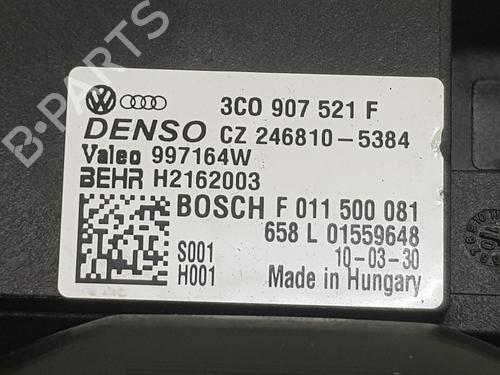 3C0 907 521 F
DENSO CZ 246810-5384
Valeo 997164W
BEHR H2162003
BOSCH F 011 500 081
658 L 01559648
S001 10-03-30
H001 Made in Hungary
B-PARTS